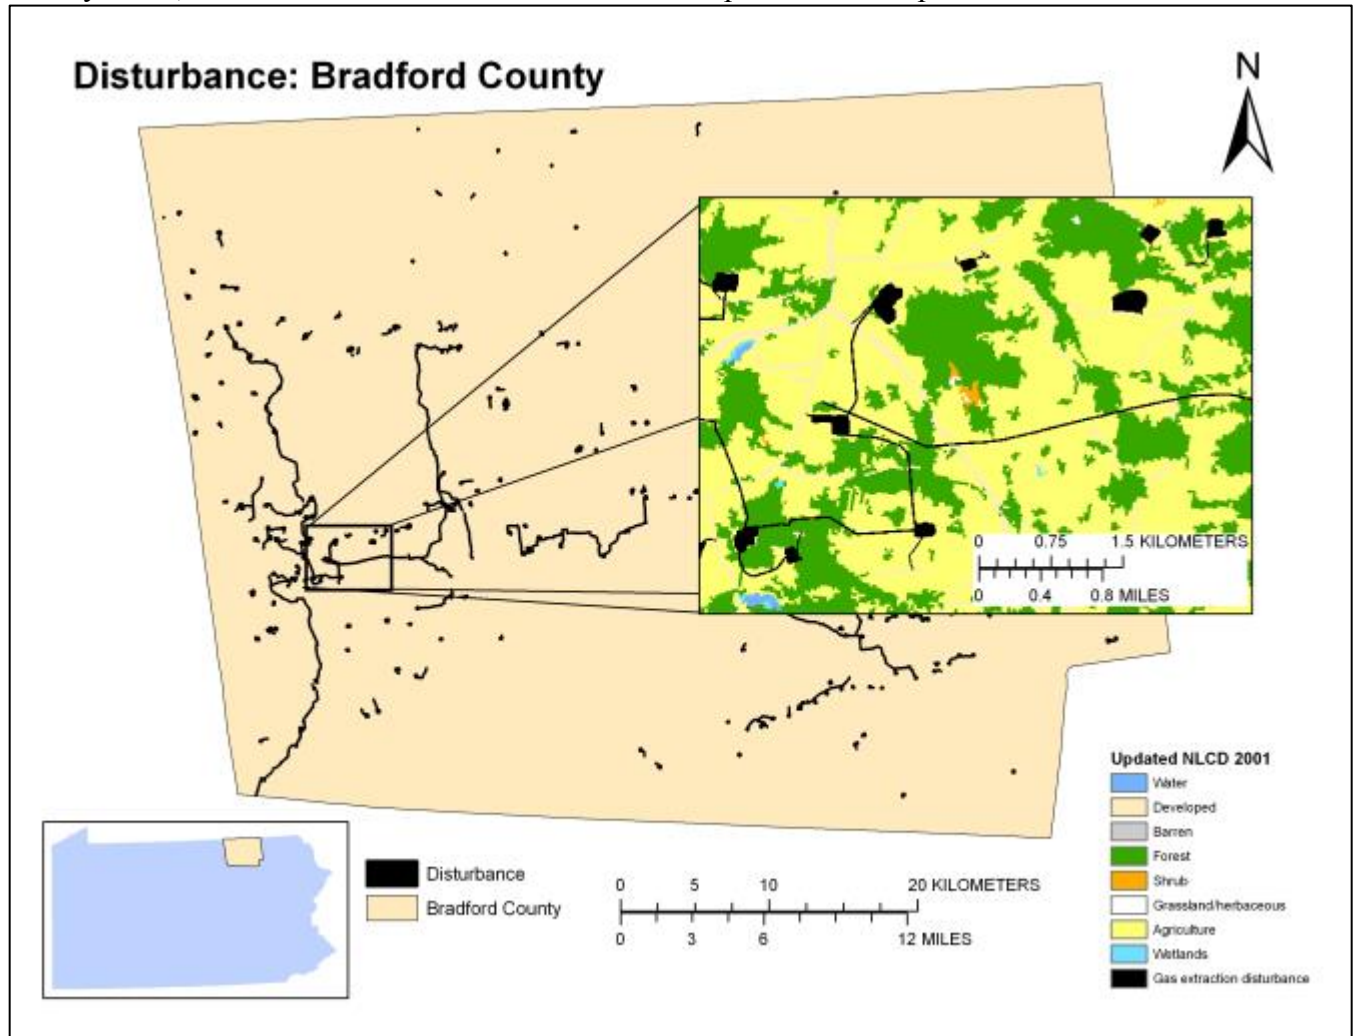 Disturbance: Bradford County
N
0 0.75 1.5 KILOMETERS
0 0.4 0.8 MILES
Updated NLCD 2001
Water
Developed
Barren
Forest
Shrub
Grassland/herbaceous
Agriculture
Wetlands
Gas extraction disturbance
Disturbance
Bradford County
0 5 10 20 KILOMETERS
0 3 6 12 MILES